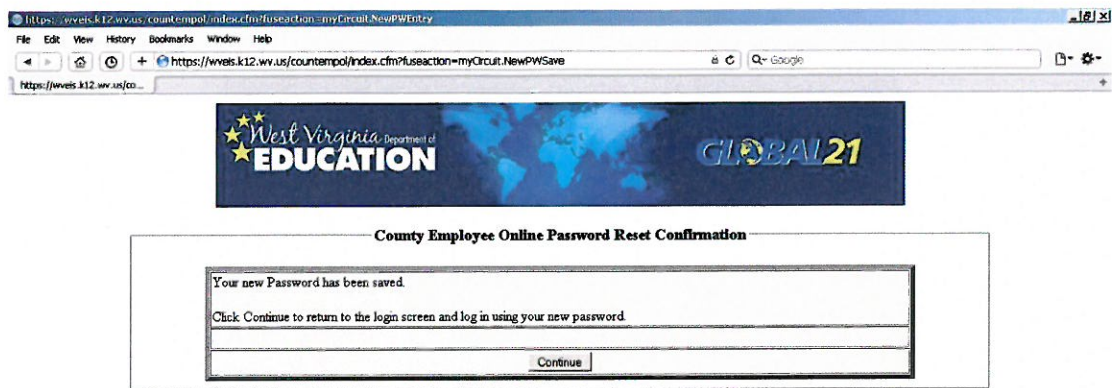 https://wveis.k12.wv.us/countempol/index.cfm?fuseaction=myCircuit.NewPWEntry
File Edit View History Bookmarks Window Help
https://wveis.k12.wv.us/countempol/index.cfm?fuseaction=myCircuit.NewPWSave
Q- Google
https://wveis.k12.wv.us/co...
West Virginia Department of
EDUCATION
GLOBAL21
County Employee Online Password Reset Confirmation
Your new Password has been saved.
Click Continue to return to the login screen and log in using your new password.
Continue